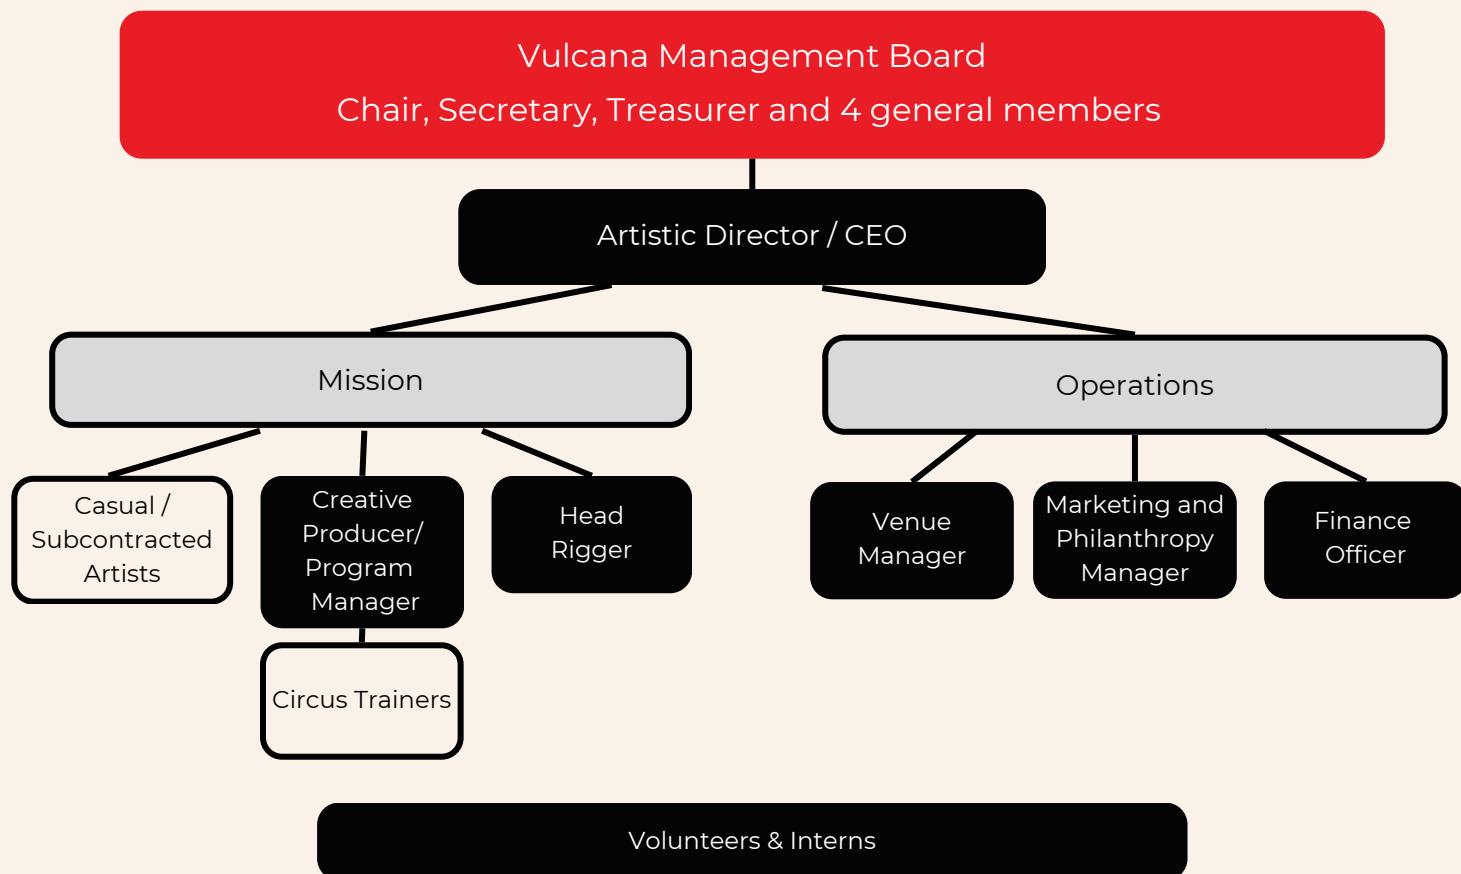 Vulcana Management Board
Chair, Secretary, Treasurer and 4 general members
Artistic Director / CEO
Mission
Operations
Casual /
Subcontracted
Artists
Creative
Producer/
Program
Manager
Head
Rigger
Venue
Manager
Marketing and
Philanthropy
Manager
Finance
Officer
Circus Trainers
Volunteers & Interns